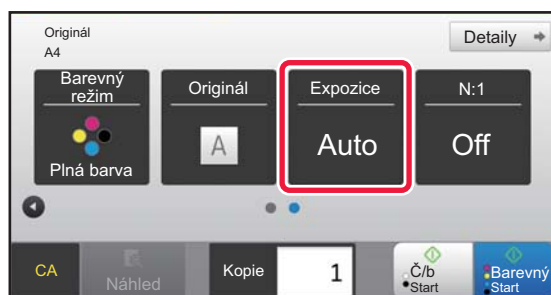 Originál
A4
Detaily
Barevný
režim
Plná barva
Originál
A
Expozice
Auto
N:1
Off
CA
Náhled
Kopie
1
Č/b
Start
Barevný
Start